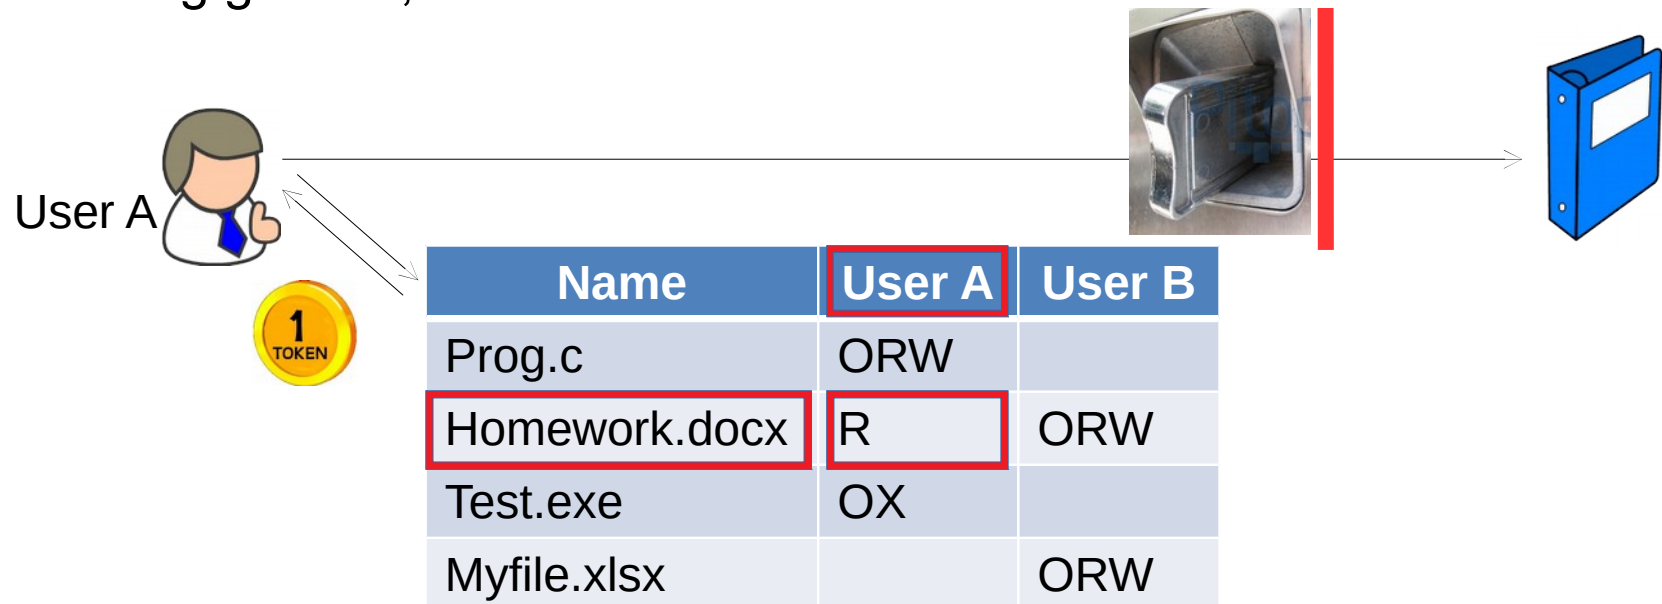 User A
1
TOKEN
Name User A User B
Prog.c ORW
Homework.docx R ORW
Test.exe OX
Myfile.xlsx ORW